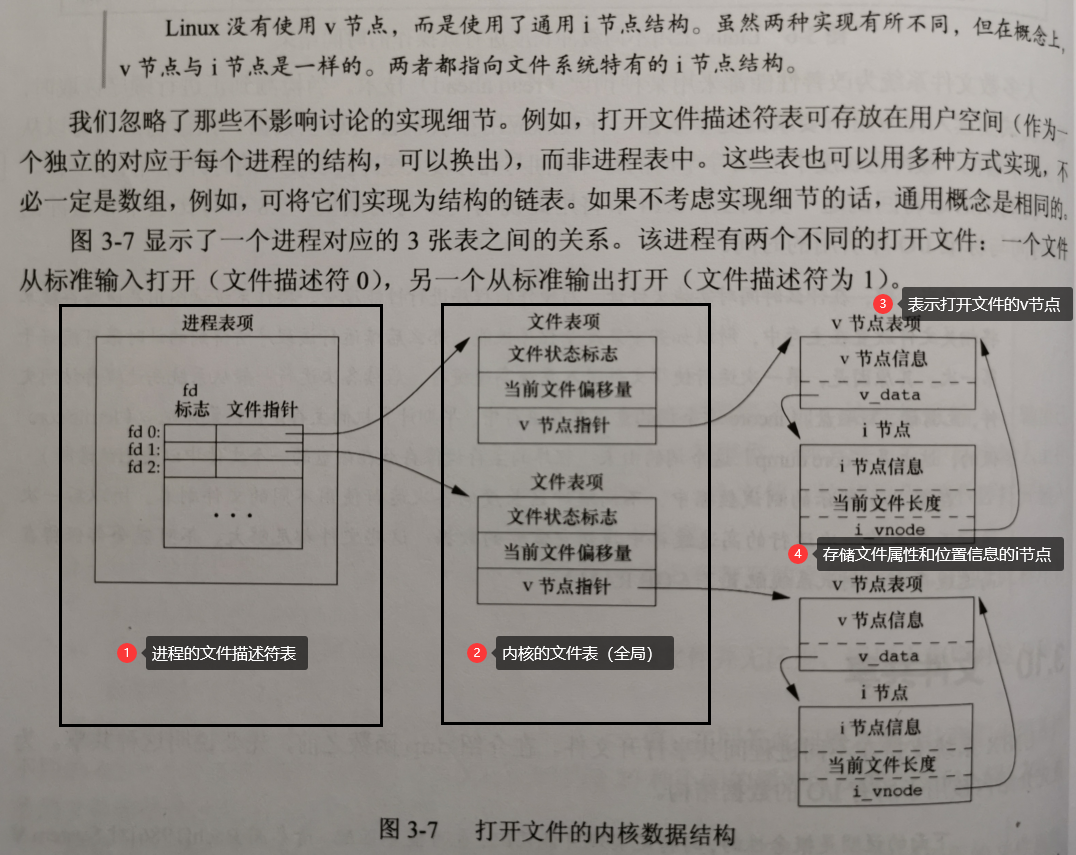 Linux 没有使用 v 节点，而是使用了通用 i 节点结构。虽然两种实现有所不同，但在概念上，
v 节点与 i 节点是一样的。两者都指向文件系统特有的 i 节点结构。
我们忽略了那些不影响讨论的实现细节。例如，打开文件描述符表可存放在用户空间（作为一
个独立的对应于每个进程的结构，可以换出），而非进程表中。这些表也可以用多种方式实现，不
必一定是数组，例如，可将它们实现为结构的链表。如果不考虑实现细节的话，通用概念是相同的。
图 3-7 显示了一个进程对应的 3 张表之间的关系。该进程有两个不同的打开文件：一个文件
从标准输入打开（文件描述符 0），另一个从标准输出打开（文件描述符为 1）。
进程表项
fd
标志 文件指针
fd 0:
fd 1:
fd 2:
...
1 进程的文件描述符表
文件表项
文件状态标志
当前文件偏移量
v 节点指针
文件表项
文件状态标志
当前文件偏移量
v 节点指针
2 内核的文件表（全局）
3 表示打开文件的v节点
v 节点表项
v 节点信息
v_data
i 节点
i 节点信息
当前文件长度
i_vnode
4 存储文件属性和位置信息的i节点
v 节点表项
v 节点信息
v_data
i 节点
i 节点信息
当前文件长度
i_vnode
图 3-7 打开文件的内核数据结构